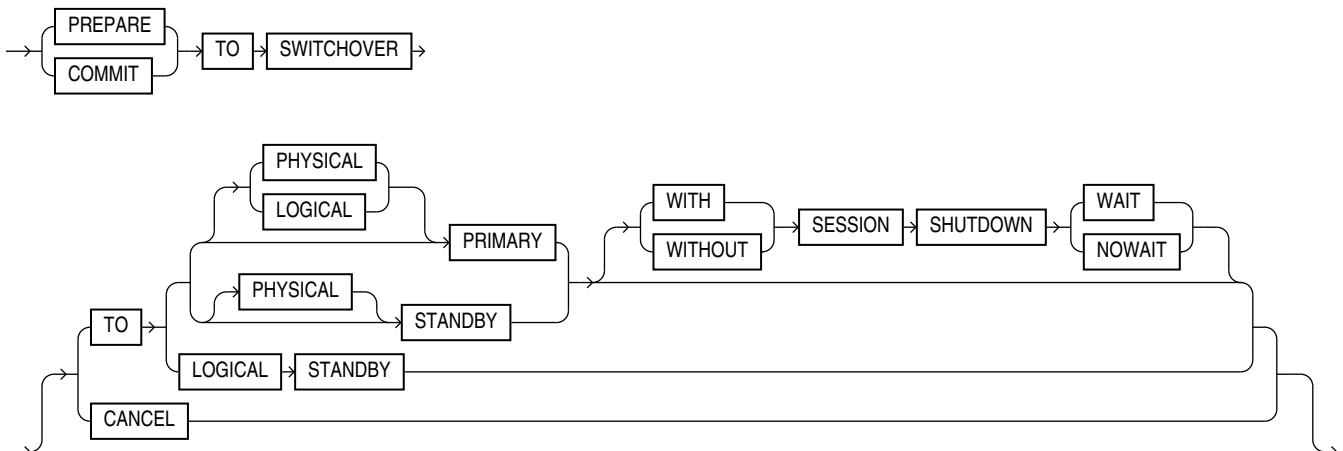 PREPARE
COMMIT
TO
SWITCHOVER
PHYSICAL
LOGICAL
PRIMARY
PHYSICAL
STANDBY
TO
LOGICAL
STANDBY
CANCEL
WITH
WITHOUT
SESSION
SHUTDOWN
WAIT
NOWAIT